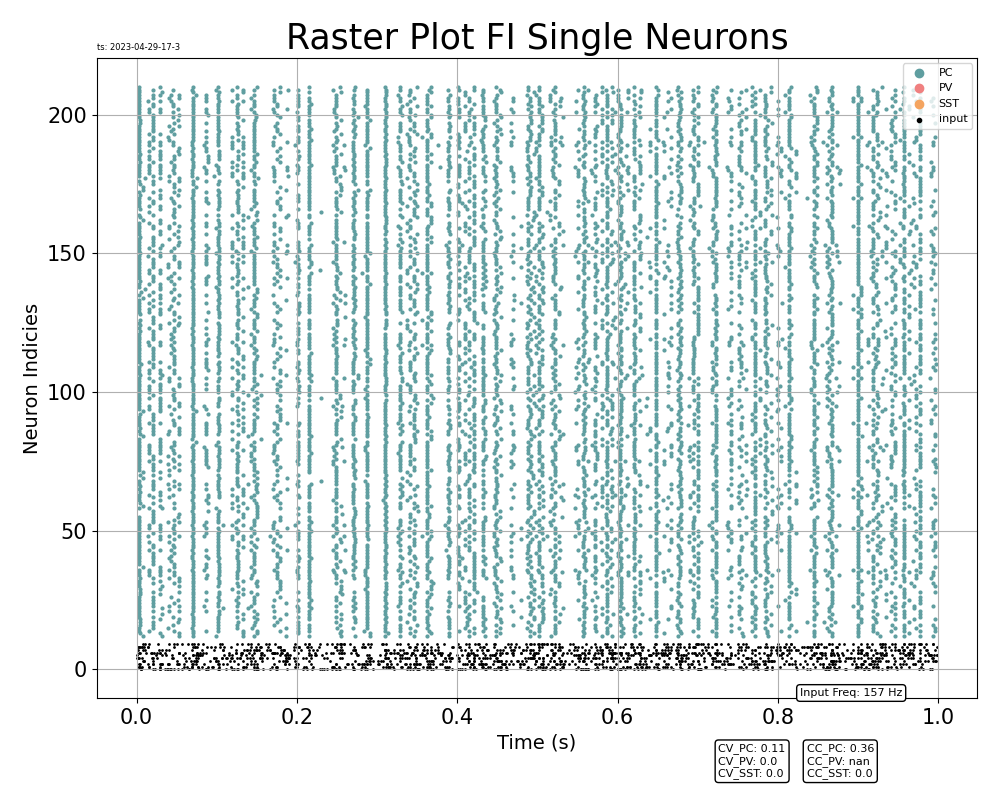 Raster Plot FI Single Neurons
ts: 2023-04-29-17-3
PC
PV
SST
input
200
150
100
50
0
Neuron Indicies
Input Freq: 157 Hz
0.0 0.2 0.4 0.6 0.8 1.0
Time (s)
CV_PC: 0.11
CV_PV: 0.0
CV_SST: 0.0
CC_PC: 0.36
CC_PV: nan
CC_SST: 0.0